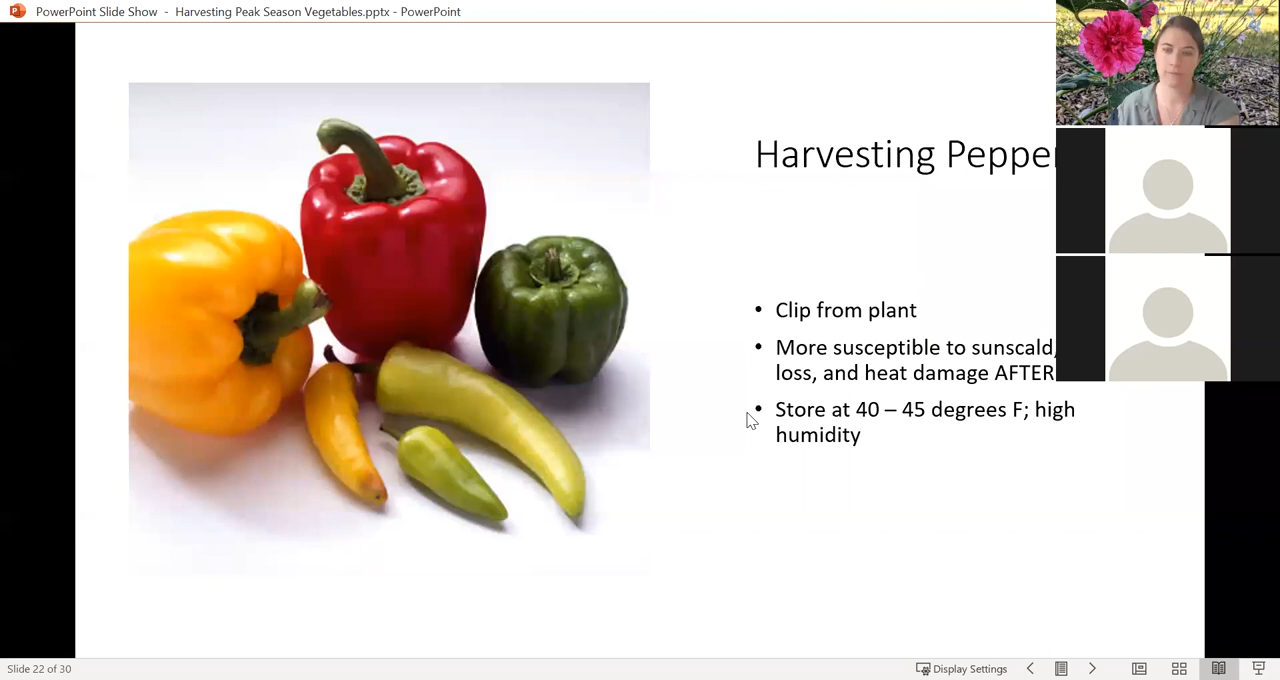 PowerPoint Slide Show - Harvesting Peak Season Vegetables.pptx - PowerPoint
Harvesting Pepper
• Clip from plant
• More susceptible to sunscald,
loss, and heat damage AFTER
• Store at 40 – 45 degrees F; high
humidity
Slide 22 of 30
Display Settings